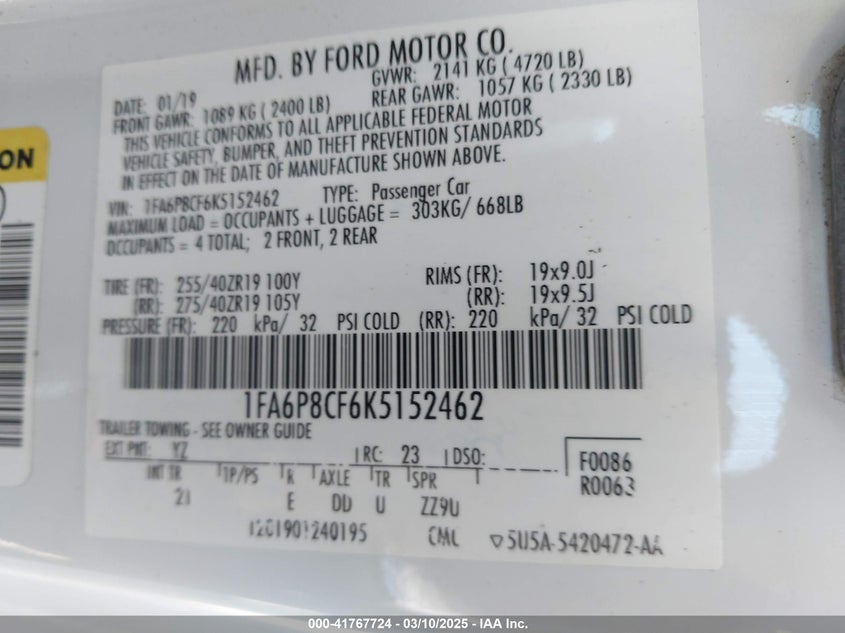 MFD. BY FORD MOTOR CO.
DATE: 01/19 GVWR: 2141 KG ( 4720 LB)
FRONT GAWR: 1089 KG ( 2400 LB) REAR GAWR: 1057 KG ( 2330 LB)
THIS VEHICLE CONFORMS TO ALL APPLICABLE FEDERAL MOTOR
VEHICLE SAFETY, BUMPER, AND THEFT PREVENTION STANDARDS
IN EFFECT ON THE DATE OF MANUFACTURE SHOWN ABOVE.
VIN: 1FA6P8CF6K5152462 TYPE: Passenger Car
MAXIMUM LOAD = OCCUPANTS + LUGGAGE = 303KG/ 668LB
OCCUPANTS = 4 TOTAL; 2 FRONT, 2 REAR
TIRE (FR): 255/40ZR19 100Y RIMS (FR): 19x9.0J
(RR): 275/40ZR19 105Y (RR): 19x9.5J
PRESSURE (FR): 220 kPa/ 32 PSI COLD (RR): 220 kPa/ 32 PSI COLD
1FA6P8CF6K5152462
TRAILER TOWING - SEE OWNER GUIDE
EXT PNT: YZ RC: 23 DSO:
INT TR TP/PS R AXLE TR SPR
21 E DD U ZZ9U
F0086
R0063
5U5A-5420472-AA
ON
000-41767724 — 03/10/2025 — IAA Inc.